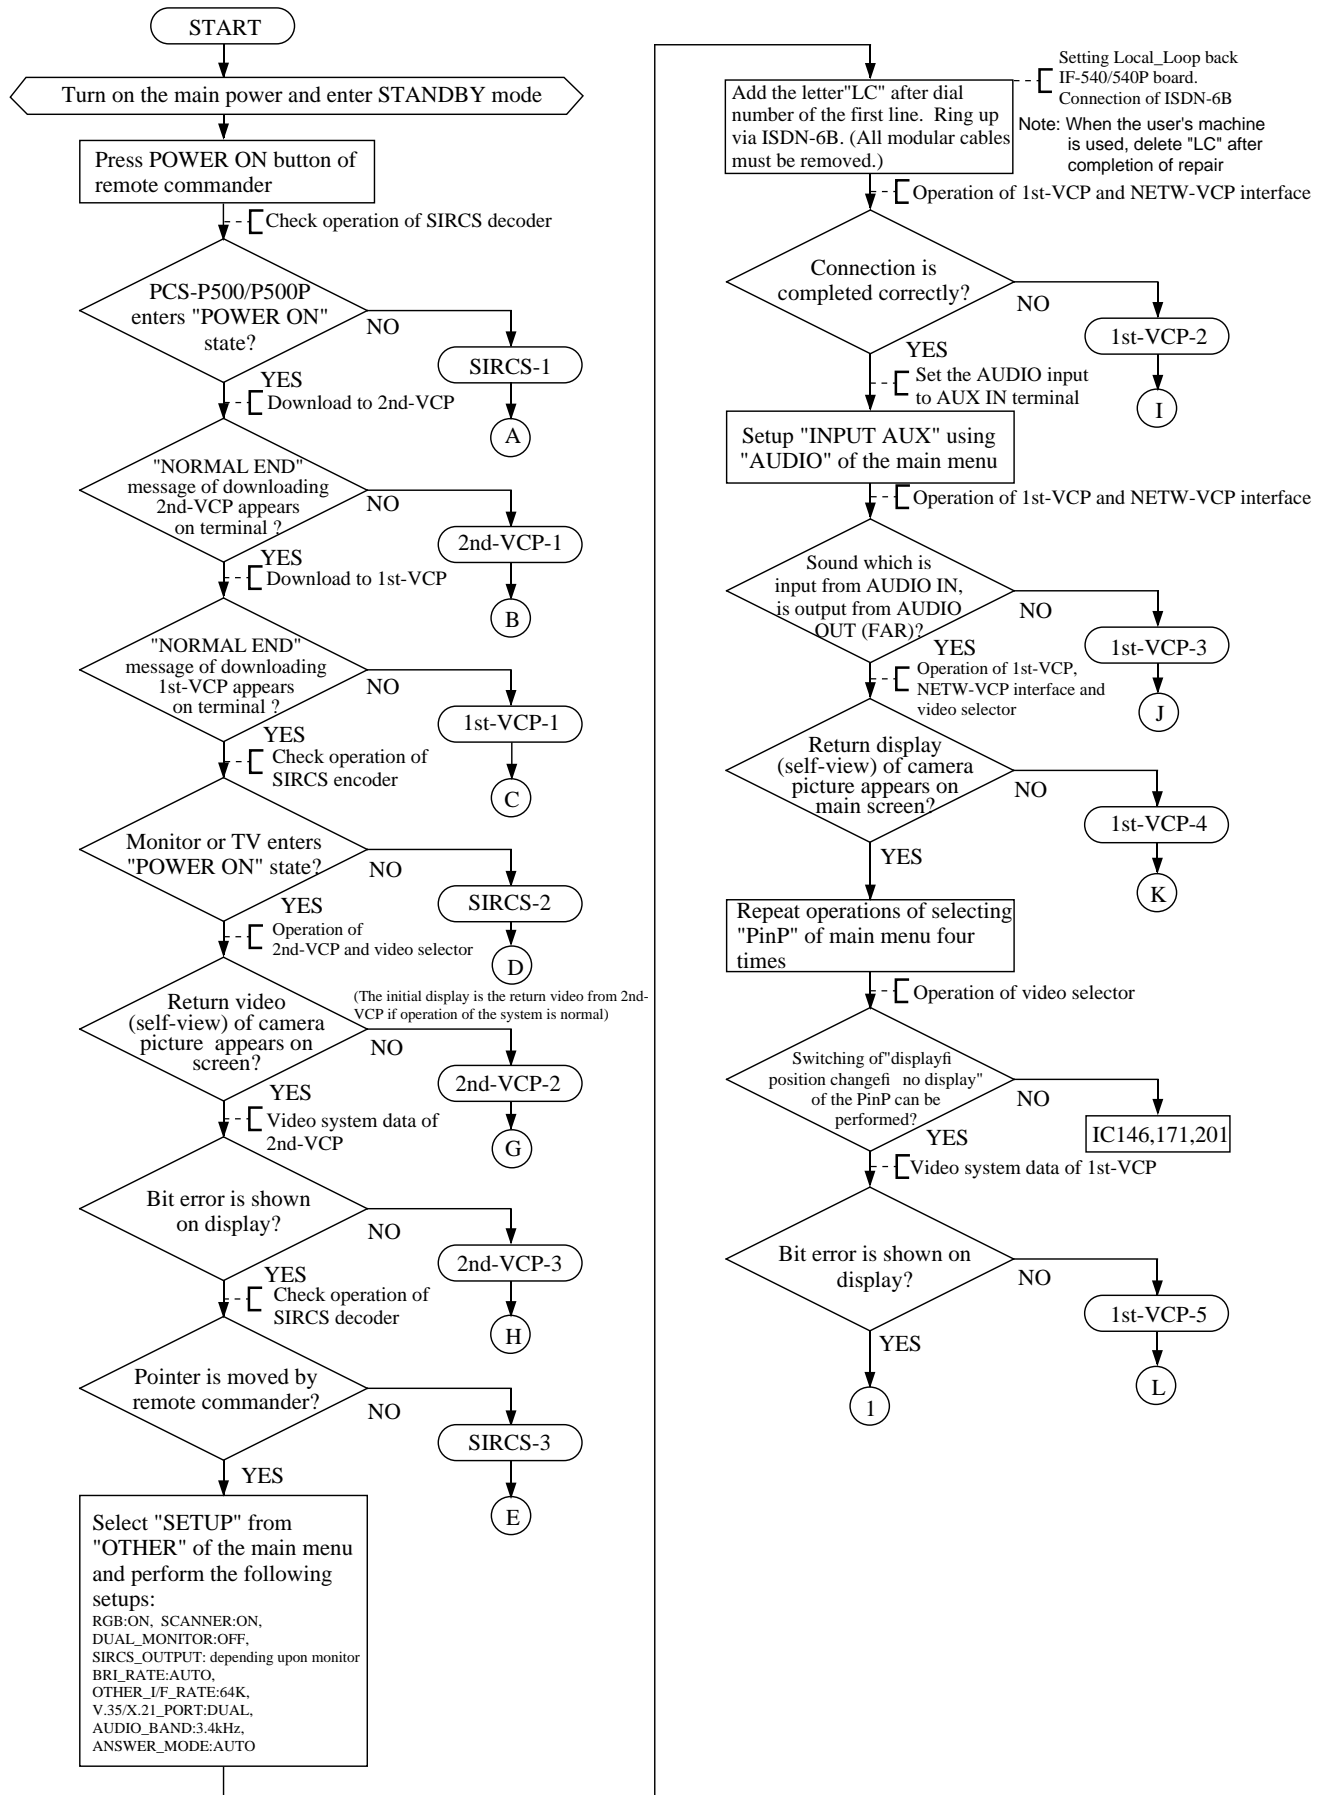 START
Turn on the main power and enter STANDBY mode
Press POWER ON button of
remote commander
Check operation of SIRCS decoder
PCS-P500/P500P
enters "POWER ON"
state?
NO
SIRCS-1
A
YES
Download to 2nd-VCP
"NORMAL END"
message of downloading
2nd-VCP appears
on terminal ?
NO
2nd-VCP-1
B
YES
Download to 1st-VCP
"NORMAL END"
message of downloading
1st-VCP appears
on terminal ?
NO
1st-VCP-1
C
YES
Check operation of
SIRCS encoder
Monitor or TV enters
"POWER ON" state?
NO
SIRCS-2
D
YES
Operation of
2nd-VCP and video selector
Return video
(self-view) of camera
picture appears on
screen?
(The initial display is the return video from 2nd-
VCP if operation of the system is normal)
NO
2nd-VCP-2
G
YES
Video system data of
2nd-VCP
Bit error is shown
on display?
NO
2nd-VCP-3
H
YES
Check operation of
SIRCS decoder
Pointer is moved by
remote commander?
NO
SIRCS-3
E
YES
Select "SETUP" from
"OTHER" of the main menu
and perform the following
setups:
RGB:ON, SCANNER:ON,
DUAL_MONITOR:OFF,
SIRCS_OUTPUT: depending upon monitor
BRI_RATE:AUTO,
OTHER_I/F_RATE:64K,
V.35/X.21_PORT:DUAL,
AUDIO_BAND:3.4kHz,
ANSWER_MODE:AUTO
Add the letter"LC" after dial
number of the first line. Ring up
via ISDN-6B. (All modular cables
must be removed.)
Setting Local_Loop back
IF-540/540P board.
Connection of ISDN-6B
Note: When the user's machine
is used, delete "LC" after
completion of repair
Operation of 1st-VCP and NETW-VCP interface
Connection is
completed correctly?
NO
1st-VCP-2
I
YES
Set the AUDIO input
to AUX IN terminal
Setup "INPUT AUX" using
"AUDIO" of the main menu
Operation of 1st-VCP and NETW-VCP interface
Sound which is
input from AUDIO IN,
is output from AUDIO
OUT (FAR)?
NO
1st-VCP-3
J
YES
Operation of 1st-VCP,
NETW-VCP interface and
video selector
Return display
(self-view) of camera
picture appears on
main screen?
NO
1st-VCP-4
K
YES
Repeat operations of selecting
"PinP" of main menu four
times
Operation of video selector
Switching of"displayfi
position changefi no display"
of the PinP can be
performed?
NO
IC146,171,201
YES
Video system data of 1st-VCP
Bit error is shown on
display?
NO
1st-VCP-5
L
YES
1